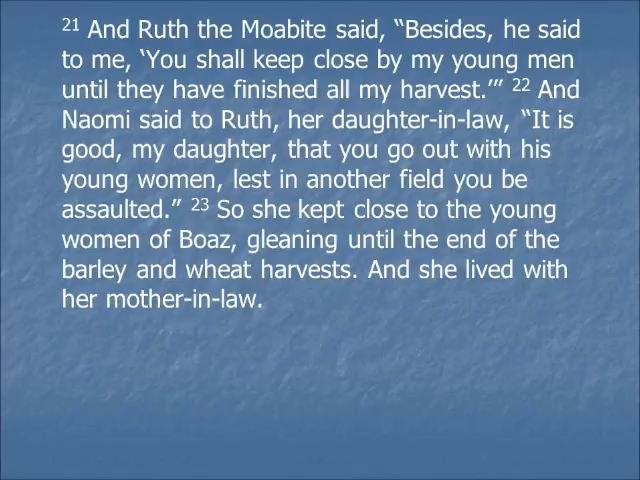 21 And Ruth the Moabite said, “Besides, he said
to me, ‘You shall keep close by my young men
until they have finished all my harvest.’” 22 And
Naomi said to Ruth, her daughter-in-law, “It is
good, my daughter, that you go out with his
young women, lest in another field you be
assaulted.” 23 So she kept close to the young
women of Boaz, gleaning until the end of the
barley and wheat harvests. And she lived with
her mother-in-law.